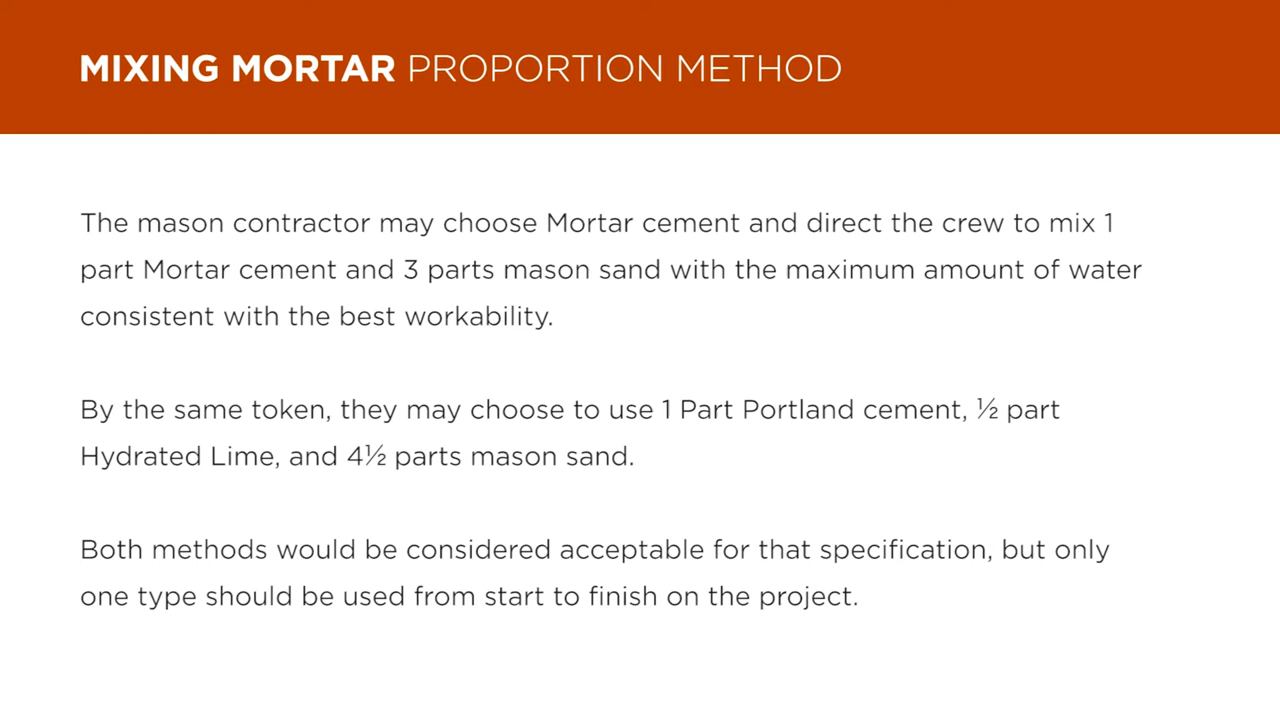 MIXING MORTAR PROPORTION METHOD
The mason contractor may choose Mortar cement and direct the crew to mix 1
part Mortar cement and 3 parts mason sand with the maximum amount of water
consistent with the best workability.
By the same token, they may choose to use 1 Part Portland cement, ½ part
Hydrated Lime, and 4½ parts mason sand.
Both methods would be considered acceptable for that specification, but only
one type should be used from start to finish on the project.